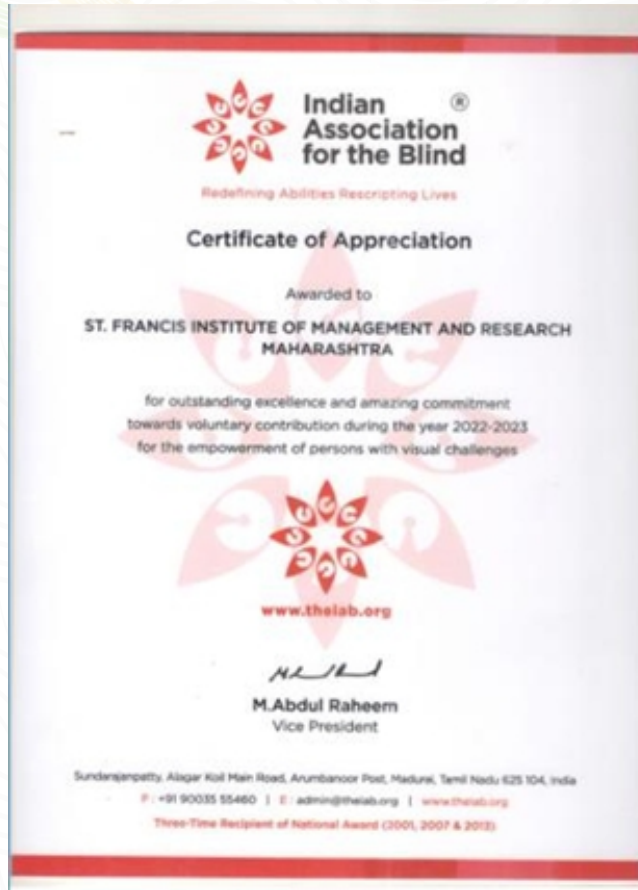 Indian ®
Association
for the Blind
Redefining Abilities Rescripting Lives
Certificate of Appreciation
Awarded to
ST. FRANCIS INSTITUTE OF MANAGEMENT AND RESEARCH
MAHARASHTRA
for outstanding excellence and amazing commitment
towards voluntary contribution during the year 2022-2023
for the empowerment of persons with visual challenges
www.theiab.org
M.Abdul Raheem
Vice President
Sundarajanpatty, Alagar Koil Main Road, Arumbanoor Post, Madurai, Tamil Nadu 625 104, India
P : +91 90035 55460 | E : admin@theiab.org | www.theiab.org
Three-Time Recipient of National Award (2001, 2007 & 2012)